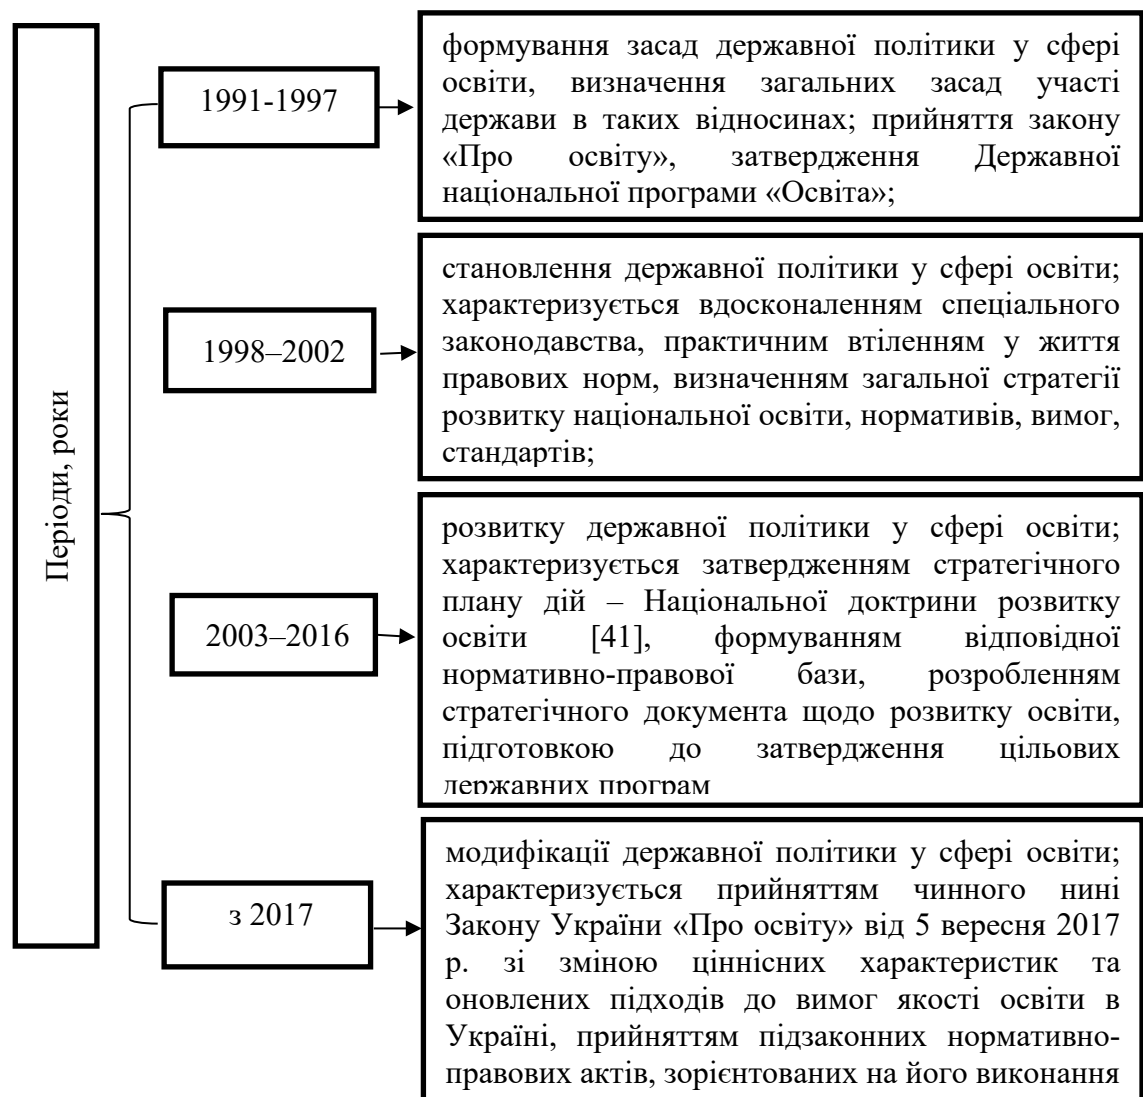 Періоди, роки
1991-1997
формування засад державної політики у сфері
освіти, визначення загальних засад участі
держави в таких відносинах; прийняття закону
«Про освіту», затвердження Державної
національної програми «Освіта»;
1998–2002
становлення державної політики у сфері освіти;
характеризується вдосконаленням спеціального
законодавства, практичним втіленням у життя
правових норм, визначенням загальної стратегії
розвитку національної освіти, нормативів, вимог,
стандартів;
2003–2016
розвитку державної політики у сфері освіти;
характеризується затвердженням стратегічного
плану дій – Національної доктрини розвитку
освіти [41], формуванням відповідної
нормативно-правової бази, розробленням
стратегічного документа щодо розвитку освіти,
підготовкою до затвердження цільових
державних програм
з 2017
модифікації державної політики у сфері освіти;
характеризується прийняттям чинного нині
Закону України «Про освіту» від 5 вересня 2017
р. зі зміною ціннісних характеристик та
оновлених підходів до вимог якості освіти в
Україні, прийняттям підзаконних нормативно-
правових актів, зорієнтованих на його виконання